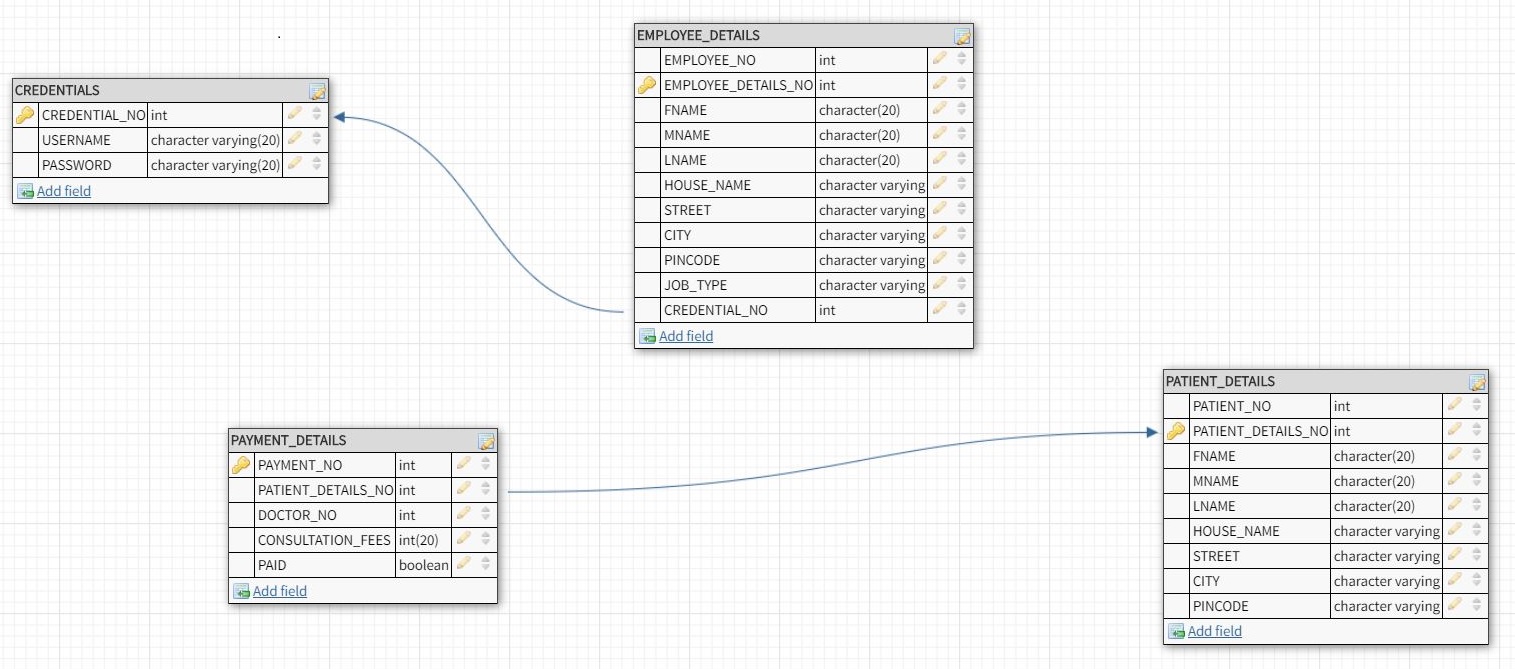 EMPLOYEE_DETAILS
EMPLOYEE_NO int
EMPLOYEE_DETAILS_NO int
FNAME character(20)
MNAME character(20)
LNAME character(20)
HOUSE_NAME character varying
STREET character varying
CITY character varying
PINCODE character varying
JOB_TYPE character varying
CREDENTIAL_NO int
Add field
CREDENTIALS
CREDENTIAL_NO int
USERNAME character varying(20)
PASSWORD character varying(20)
Add field
PATIENT_DETAILS
PATIENT_NO int
PATIENT_DETAILS_NO int
FNAME character(20)
MNAME character(20)
LNAME character(20)
HOUSE_NAME character varying
STREET character varying
CITY character varying
PINCODE character varying
Add field
PAYMENT_DETAILS
PAYMENT_NO int
PATIENT_DETAILS_NO int
DOCTOR_NO int
CONSULTATION_FEES int(20)
PAID boolean
Add field